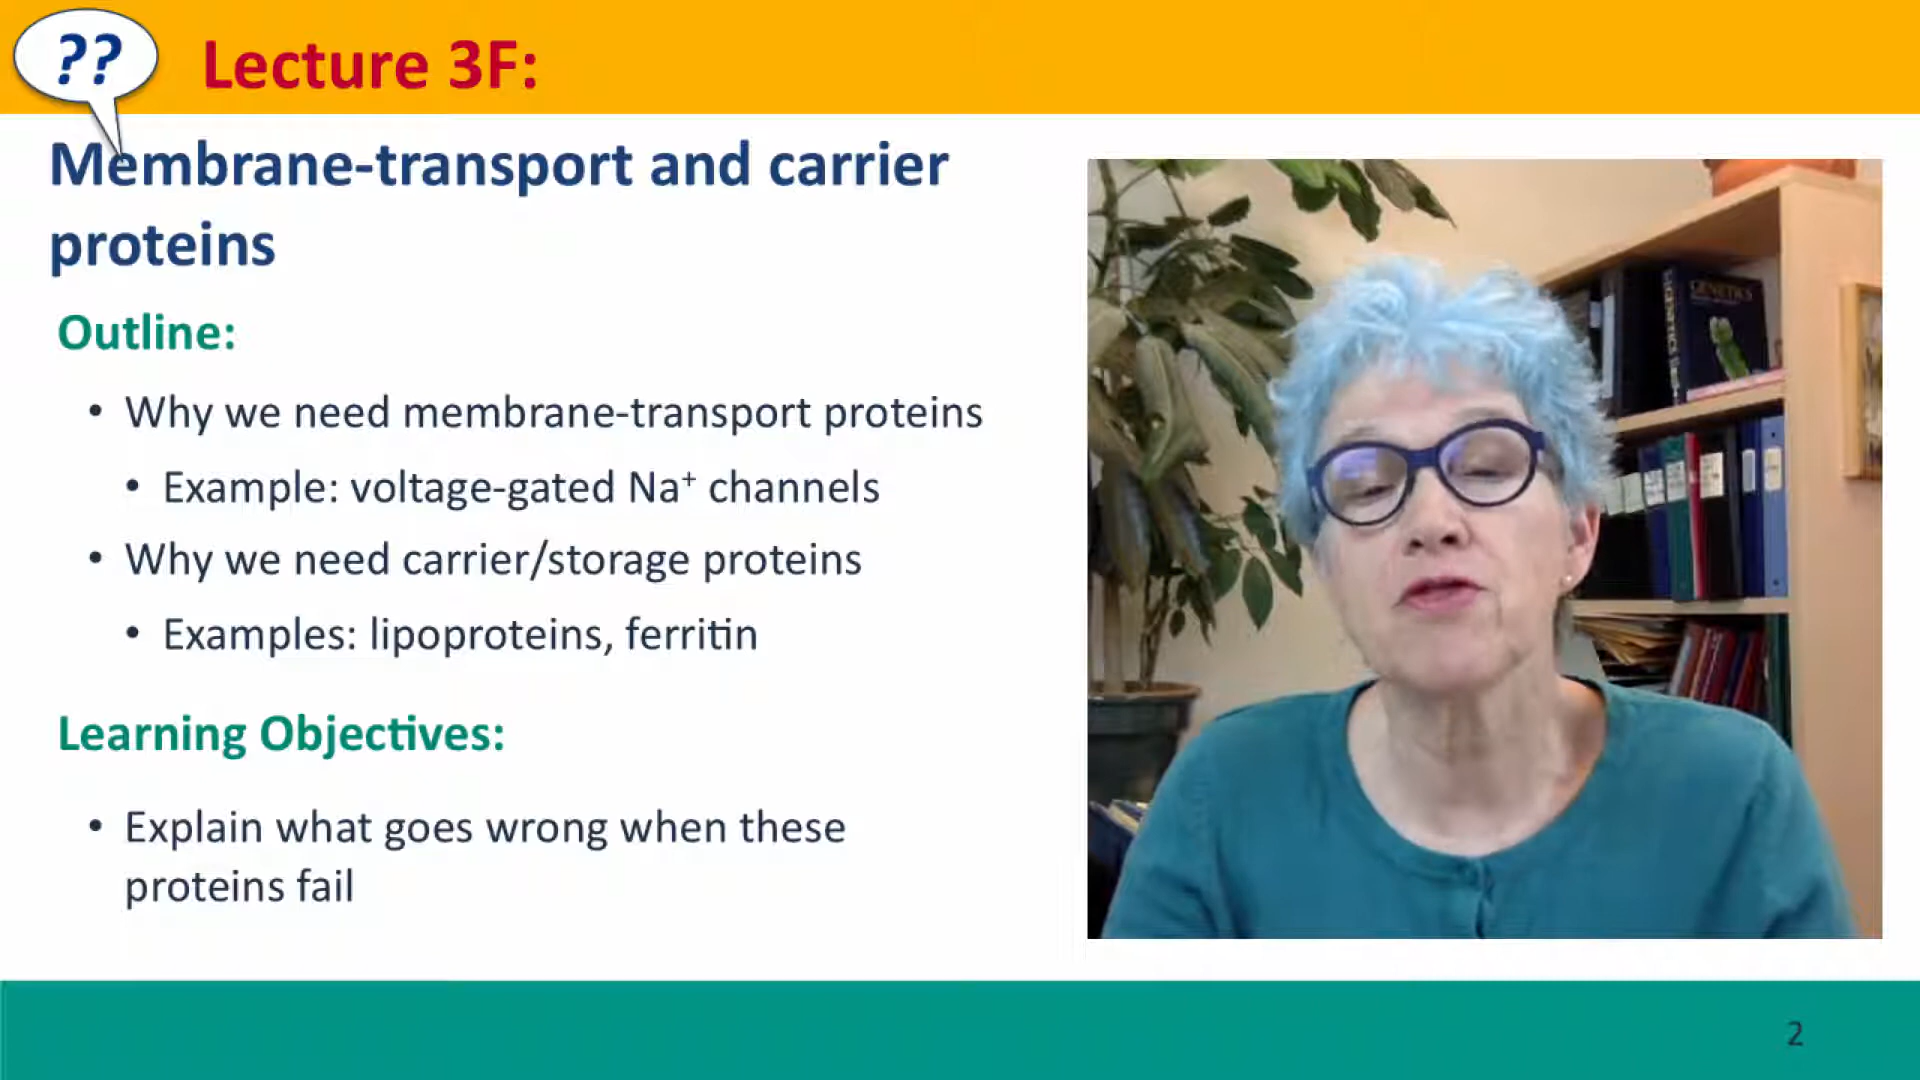 ??
Lecture 3F:
Membrane-transport and carrier
proteins
Outline:
• Why we need membrane-transport proteins
• Example: voltage-gated Na⁺ channels
• Why we need carrier/storage proteins
• Examples: lipoproteins, ferritin
Learning Objectives:
• Explain what goes wrong when these
proteins fail
GENETICS
2